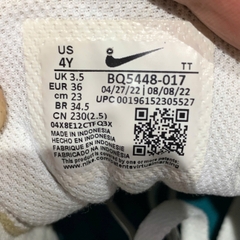 US
4Y
TT
UK 3.5
EUR 36
cm 23
BR 34.5
CN 230(2.5)
BQ5448-017
04/27/22 | 08/08/22
UPC 00196152305527
04X8E12CTFQ3X
MADE IN INDONESIA
FABRIQUÉ EN INDONESIE
FABRICADO NA INDONÉSIA
HECHO EN INDONESIA